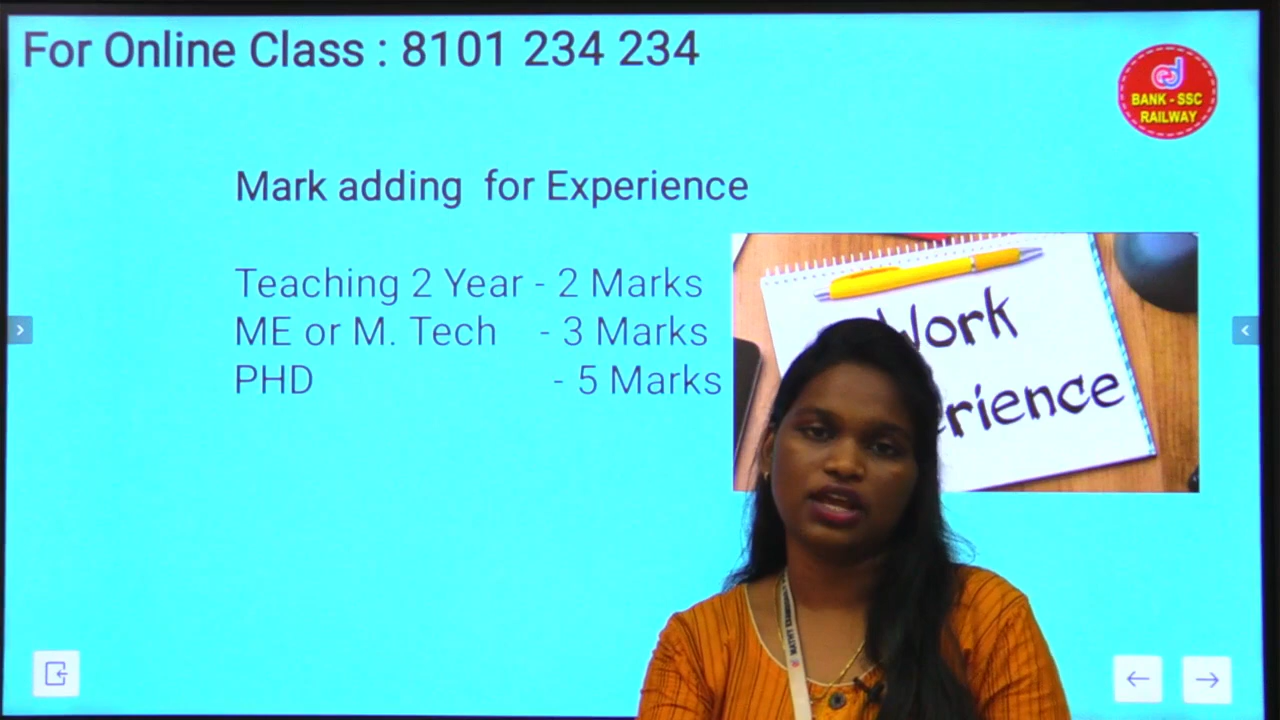 For Online Class : 8101 234 234
BANK - SSC
RAILWAY
Mark adding for Experience
Teaching 2 Year - 2 Marks
ME or M. Tech - 3 Marks
PHD - 5 Marks
Work
erience